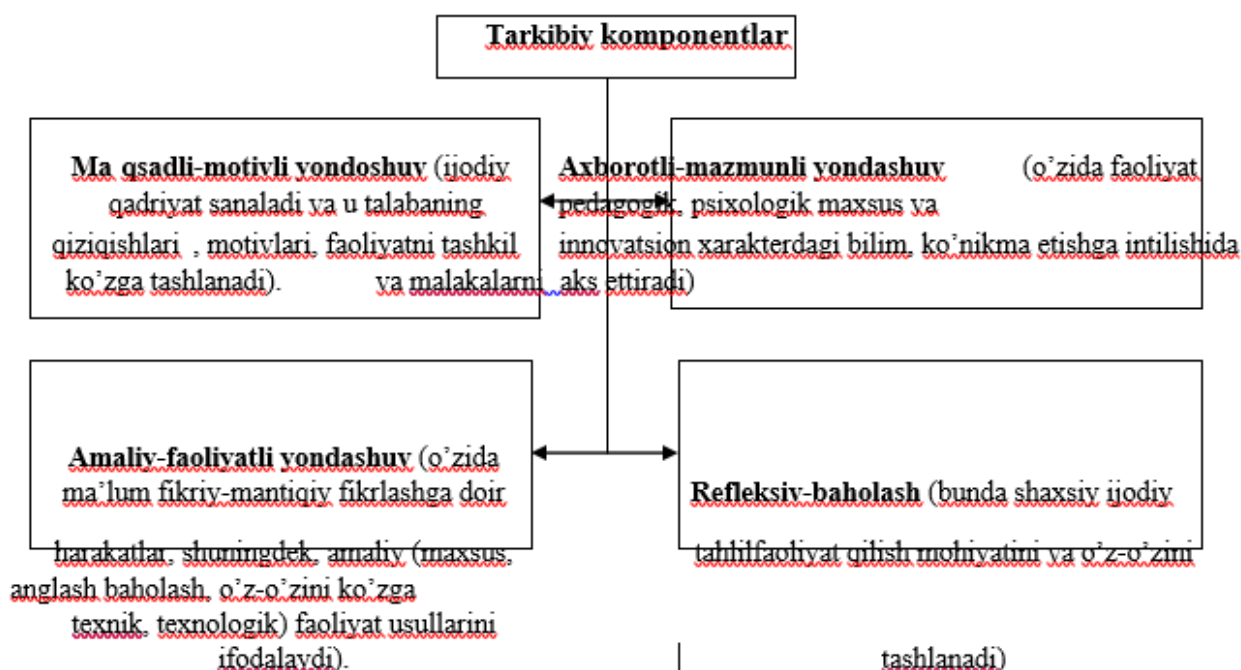 Tarkibiy komponentlar
Ma qsadli-motivli yondoshuv (ijodiy
qadriyat sanaladi va u talabaning
qiziqishlari , motivlari, faoliyatni tashkil
ko’zga tashlanadi). va malakalarni aks ettiradi)
Axborotli-mazmunli yondashuv (o’zida faoliyat
pedagogik, psixologik maxsus va
innovatsion xarakterdagi bilim, ko’nikma etishga intilishida
Amaliy-faoliyatli yondashuv (o’zida
ma’lum fikriy-mantiqiy fikrlashga doir
harakatlar, shuningdek, amaliy (maxsus,
anglash baholash, o’z-o’zini ko’zga
texnik, texnologik) faoliyat usullarini
ifodalaydi).
Refleksiv-baholash (bunda shaxsiy ijodiy
tahhilfaoliyat qilish mohiyatini va o’z-o’zini
tashlanadi)